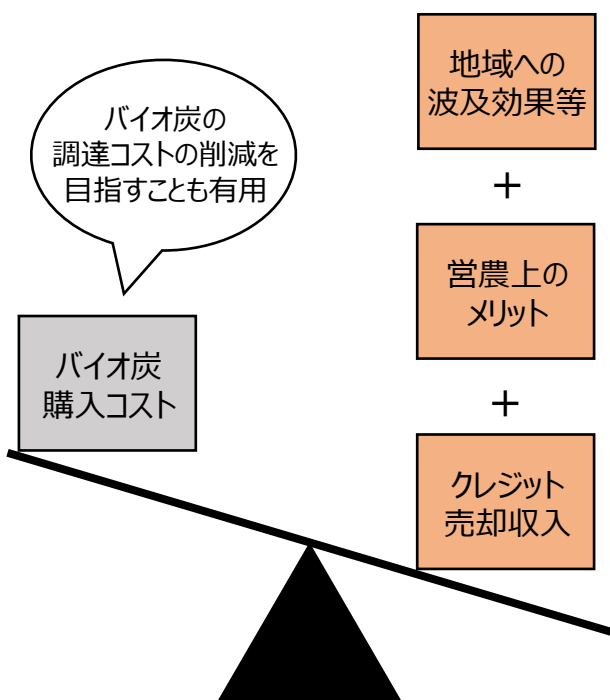 バイオ炭の
調達コストの削減を
目指すことも有用
バイオ炭
購入コスト
地域への
波及効果等
+
営農上の
メリット
+
クレジット
売却収入